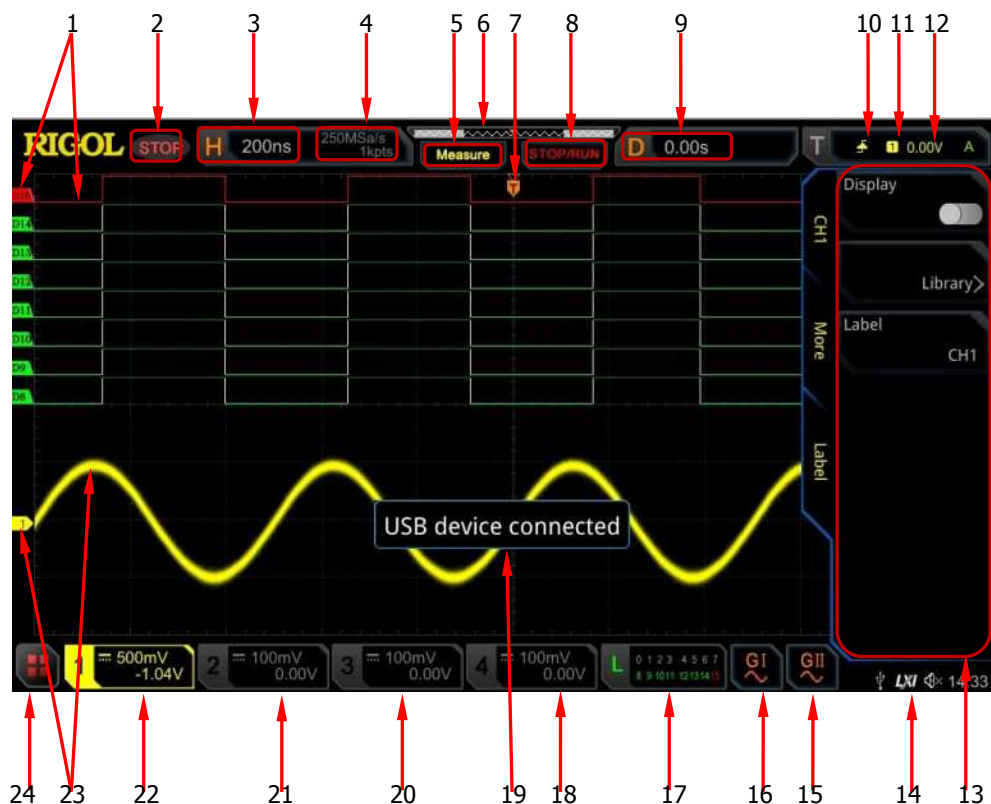 1 2 3 4 5 6 7 8 9 10 11 12
RIGOL STOP H 200ns 250MSa/s 1kpts Measure STOP/RUN D 0.00s T 1 0.00V A
T
D14
D13
D12
D11
D10
D9
D8
CH1
More
Label
Display
Library>
Label
CH1
1
USB device connected
1 500mV
-1.04V
2 100mV
0.00V
3 100mV
0.00V
4 100mV
0.00V
L 0 1 2 3 4 5 6 7
8 9 10 11 12 13 14 15
GI
GII
LXI 14:33
24 23 22 21 20 19 18 17 16 15 14 13